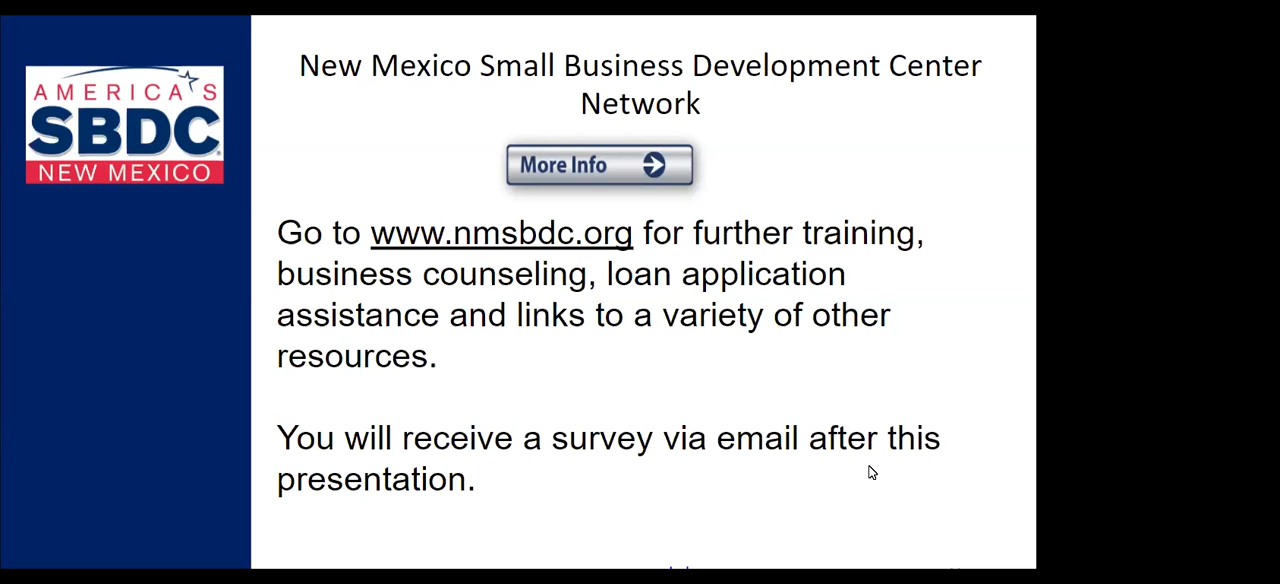 AMERICA'S
SBDC
NEW MEXICO
New Mexico Small Business Development Center
Network
More Info
Go to www.nmsbdc.org for further training,
business counseling, loan application
assistance and links to a variety of other
resources.
You will receive a survey via email after this
presentation.